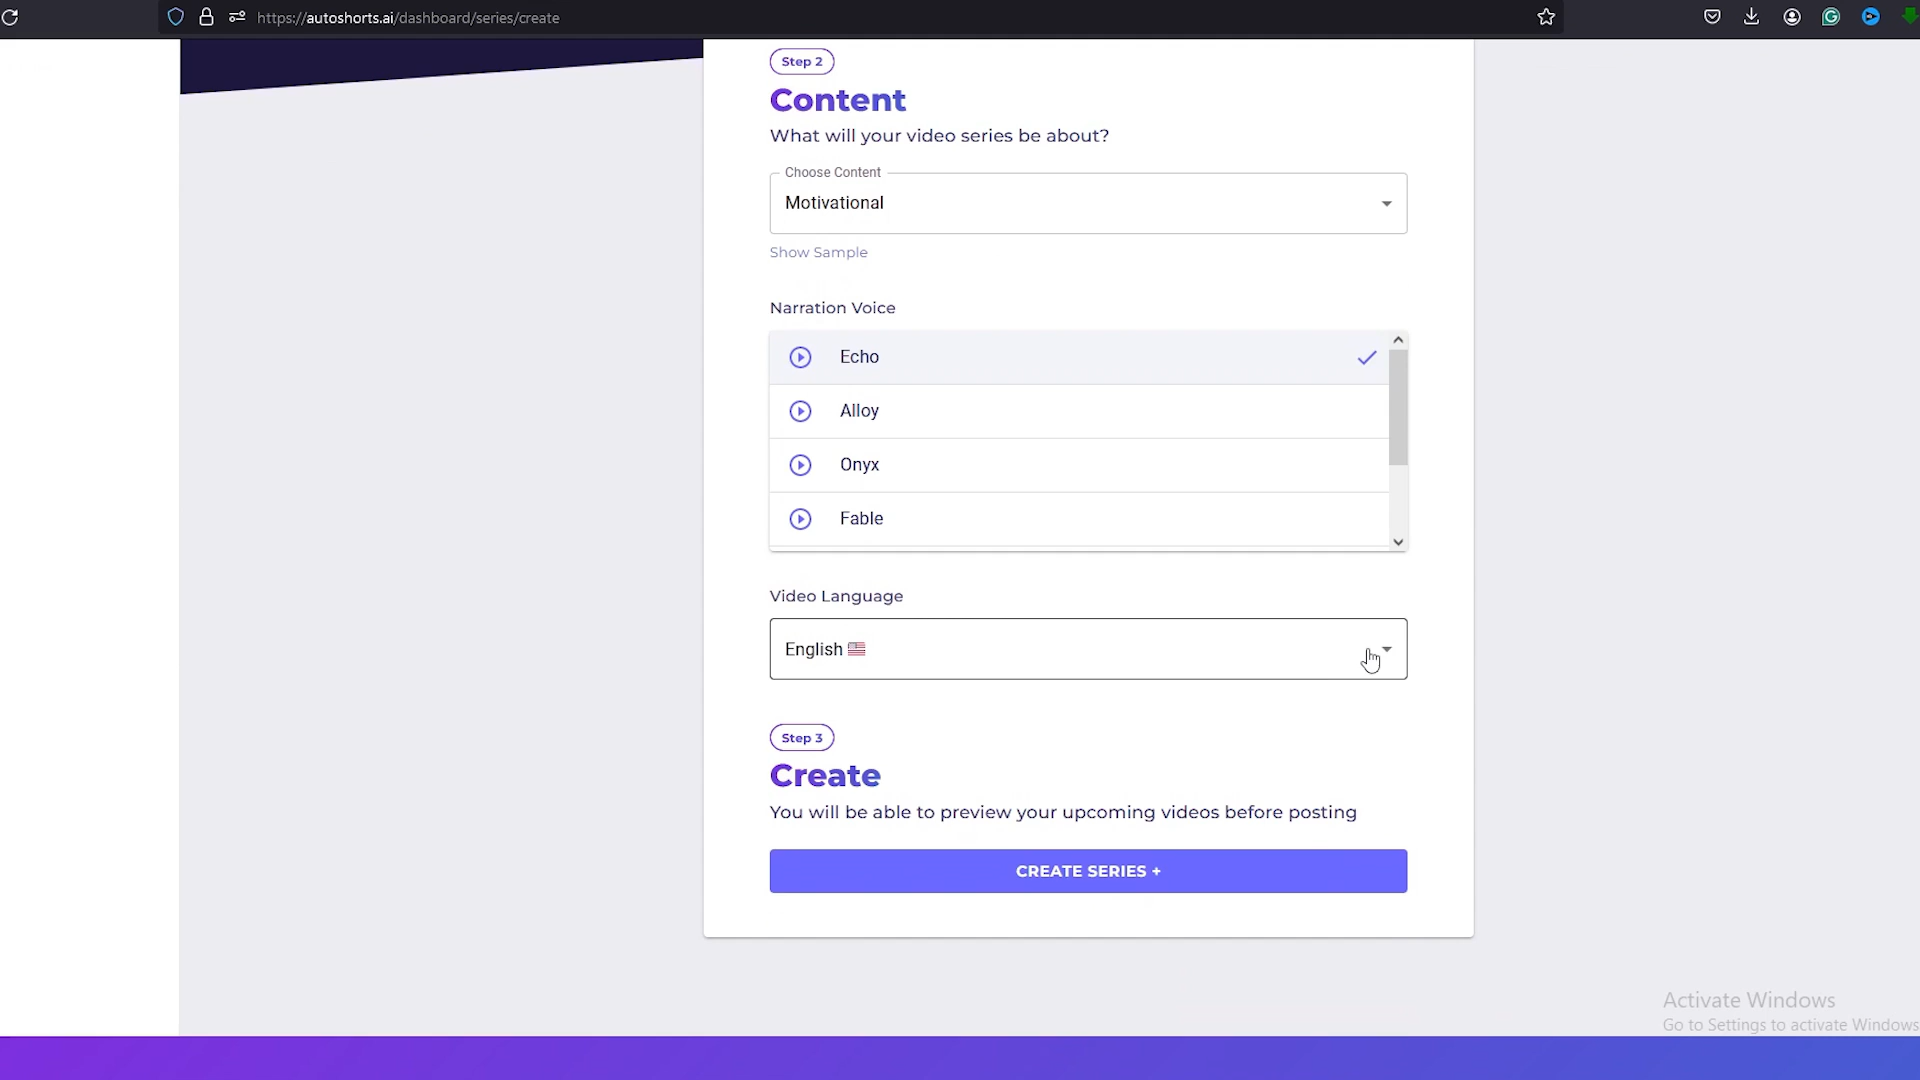 https://autoshorts.ai/dashboard/series/create
Step 2
Content
What will your video series be about?
Choose Content
Motivational
Show Sample
Narration Voice
Echo
Alloy
Onyx
Fable
Video Language
English 🇺🇸
Step 3
Create
You will be able to preview your upcoming videos before posting
CREATE SERIES +
Activate Windows
Go to Settings to activate Windows